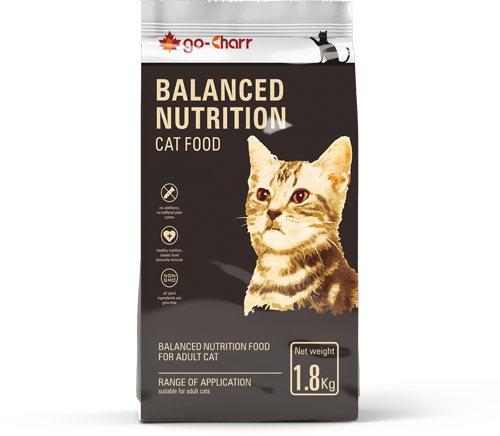 go-Charr
BALANCED
NUTRITION
CAT FOOD
no additions,
no artificial plain
colors
healthy nutrition,
classic food
favourite formula
NON
GMO
all plant
ingredients are
gmo-free
BALANCED NUTRITION FOOD
FOR ADULT CAT
RANGE OF APPLICATION
suitable for adult cats
Net weight
1.8Kg